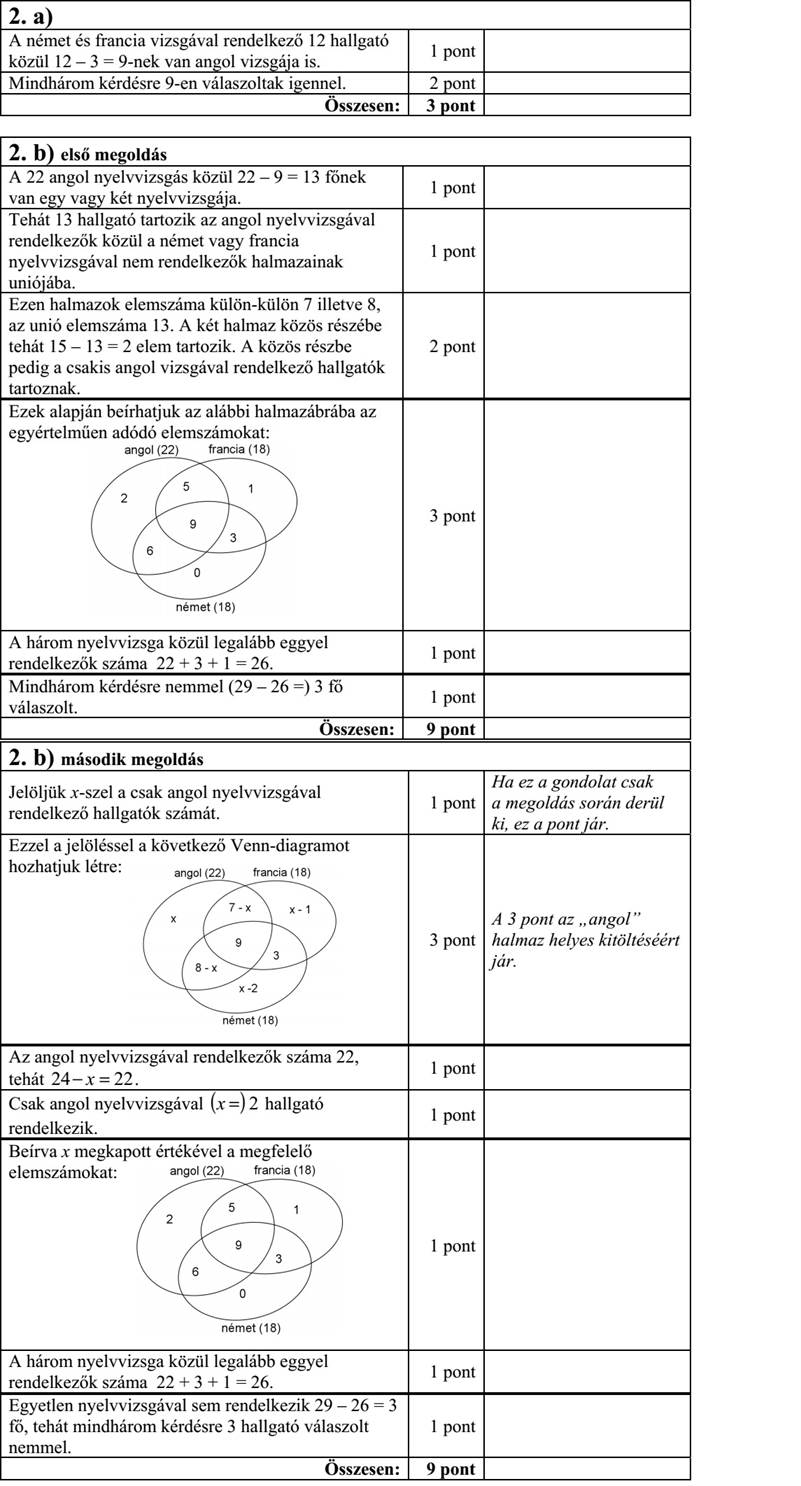 2. a)
A német és francia vizsgával rendelkező 12 hallgató
közül 12 – 3 = 9-nek van angol vizsgája is.
1 pont
Mindhárom kérdésre 9-en válaszoltak igennel.
2 pont
Összesen:
3 pont
2. b) első megoldás
A 22 angol nyelvvizsgás közül 22 – 9 = 13 főnek
van egy vagy két nyelvvizsgája.
1 pont
Tehát 13 hallgató tartozik az angol nyelvvizsgával
rendelkezők közül a német vagy francia
nyelvvizsgával nem rendelkezők halmazainak
uniójába.
1 pont
Ezen halmazok elemszáma külön-külön 7 illetve 8,
az unió elemszáma 13. A két halmaz közös részébe
tehát 15 – 13 = 2 elem tartozik. A közös részbe
pedig a csakis angol vizsgával rendelkező hallgatók
tartoznak.
2 pont
Ezek alapján beírhatjuk az alábbi halmazábrába az
egyértelműen adódó elemszámokat:
angol (22) francia (18)
2 5 1
9
6 3
0
német (18)
3 pont
A három nyelvvizsga közül legalább eggyel
rendelkezők száma 22 + 3 + 1 = 26.
1 pont
Mindhárom kérdésre nemmel (29 – 26 =) 3 fő
válaszolt.
1 pont
Összesen:
9 pont
2. b) második megoldás
Jelöljük x-szel a csak angol nyelvvizsgával
rendelkező hallgatók számát.
1 pont
Ha ez a gondolat csak
a megoldás során derül
ki, ez a pont jár.
Ezzel a jelöléssel a következő Venn-diagramot
hozhatjuk létre:
angol (22) francia (18)
x 7 - x x - 1
9
8 - x 3
x -2
német (18)
3 pont
A 3 pont az „angol”
halmaz helyes kitöltéséért
jár.
Az angol nyelvvizsgával rendelkezők száma 22,
tehát 24 – x = 22.
1 pont
Csak angol nyelvvizsgával (x =) 2 hallgató
rendelkezik.
1 pont
Beírva x megkapott értékével a megfelelő
elemszámokat:
angol (22) francia (18)
2 5 1
9
6 3
0
német (18)
1 pont
A három nyelvvizsga közül legalább eggyel
rendelkezők száma 22 + 3 + 1 = 26.
1 pont
Egyetlen nyelvvizsgával sem rendelkezik 29 – 26 = 3
fő, tehát mindhárom kérdésre 3 hallgató válaszolt
nemmel.
1 pont
Összesen:
9 pont